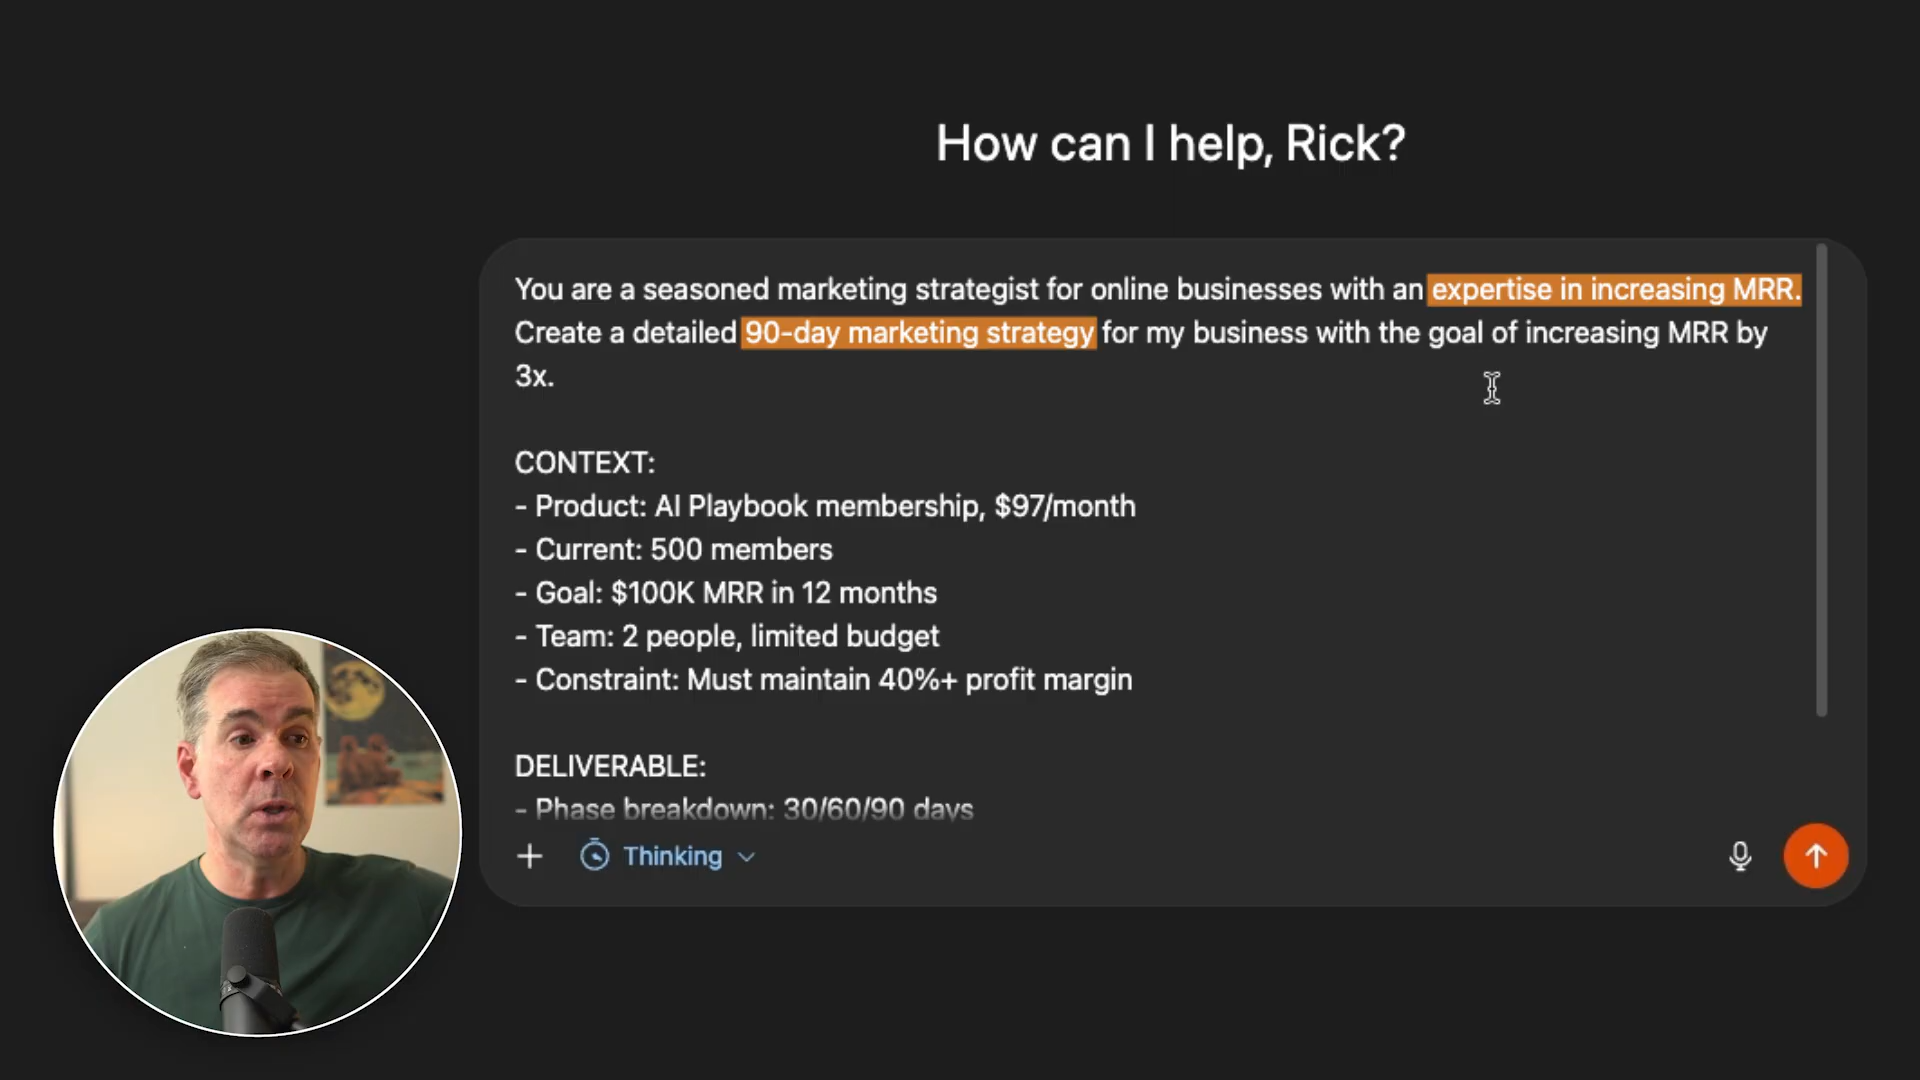 How can I help, Rick?
You are a seasoned marketing strategist for online businesses with an expertise in increasing MRR.
Create a detailed 90-day marketing strategy for my business with the goal of increasing MRR by
3x.
CONTEXT:
- Product: AI Playbook membership, $97/month
- Current: 500 members
- Goal: $100K MRR in 12 months
- Team: 2 people, limited budget
- Constraint: Must maintain 40%+ profit margin
DELIVERABLE:
- Phase breakdown: 30/60/90 days
Thinking